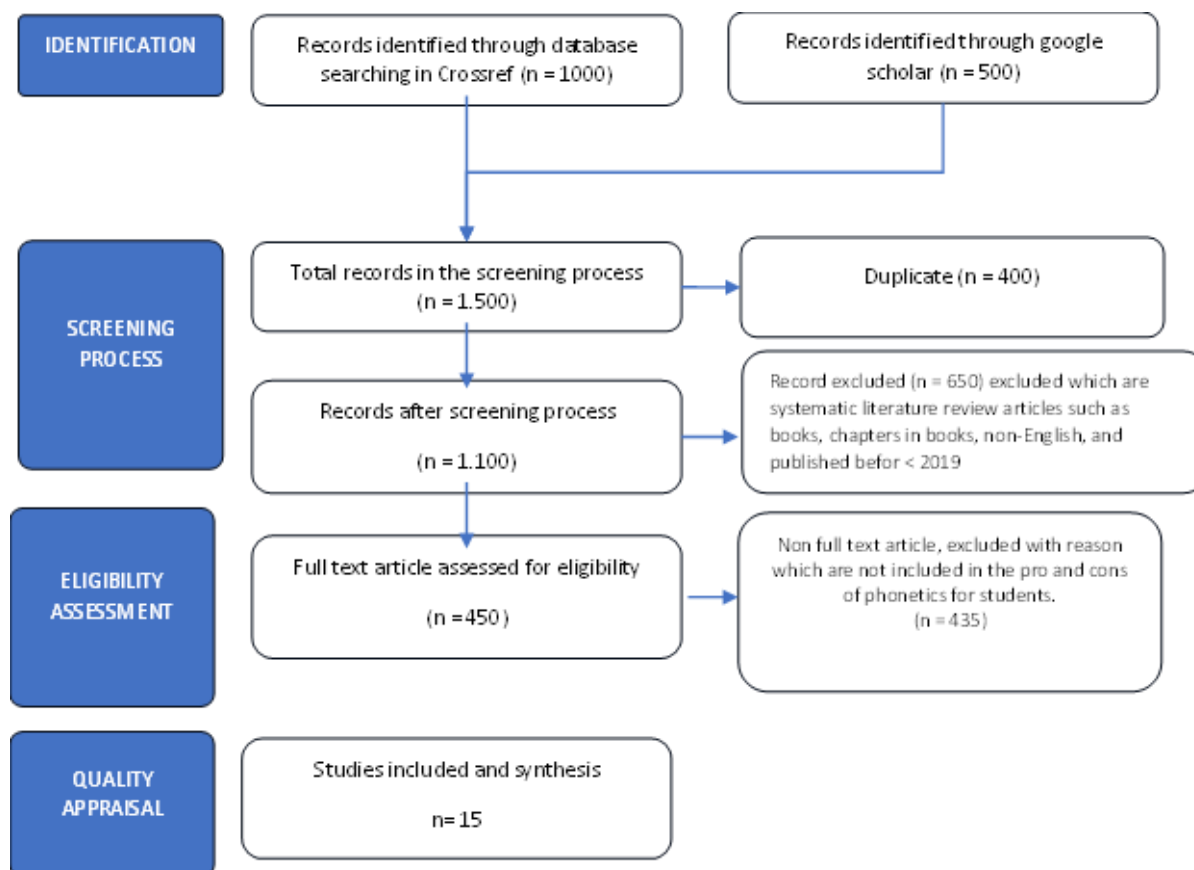 IDENTIFICATION
Records identified through database
searching in Crossref (n = 1000)
Records identified through google
scholar (n = 500)
SCREENING
PROCESS
Total records in the screening process
(n = 1.500)
Duplicate (n = 400)
Records after screening process
(n = 1.100)
Record excluded (n = 650) excluded which are
systematic literature review articles such as
books, chapters in books, non-English, and
published befor < 2019
ELIGIBILITY
ASSESSMENT
Full text article assessed for eligibility
(n =450)
Non full text article, excluded with reason
which are not included in the pro and cons
of phonetics for students.
(n = 435)
QUALITY
APPRAISAL
Studies included and synthesis
n= 15